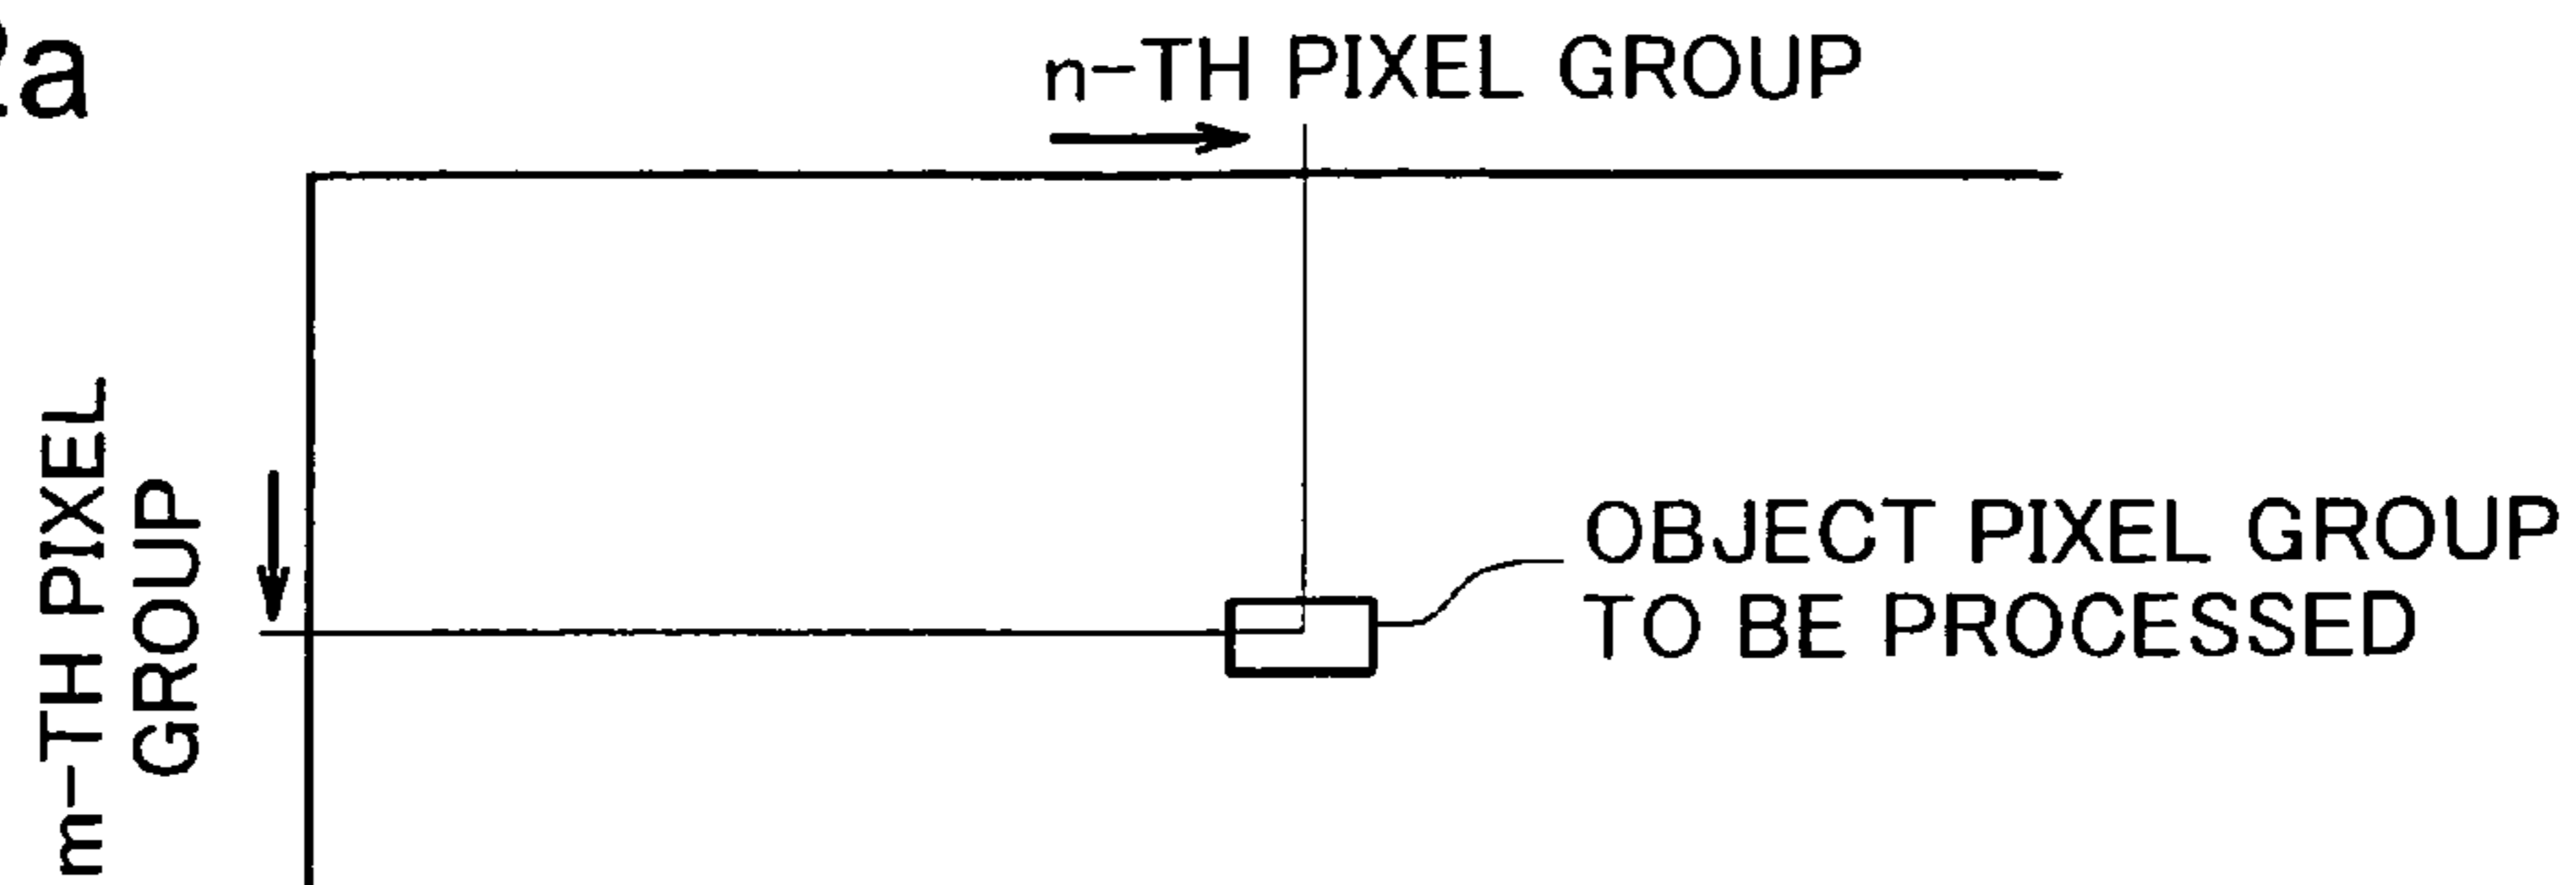 2a
n-TH PIXEL GROUP
m-TH PIXEL
GROUP
OBJECT PIXEL GROUP
TO BE PROCESSED